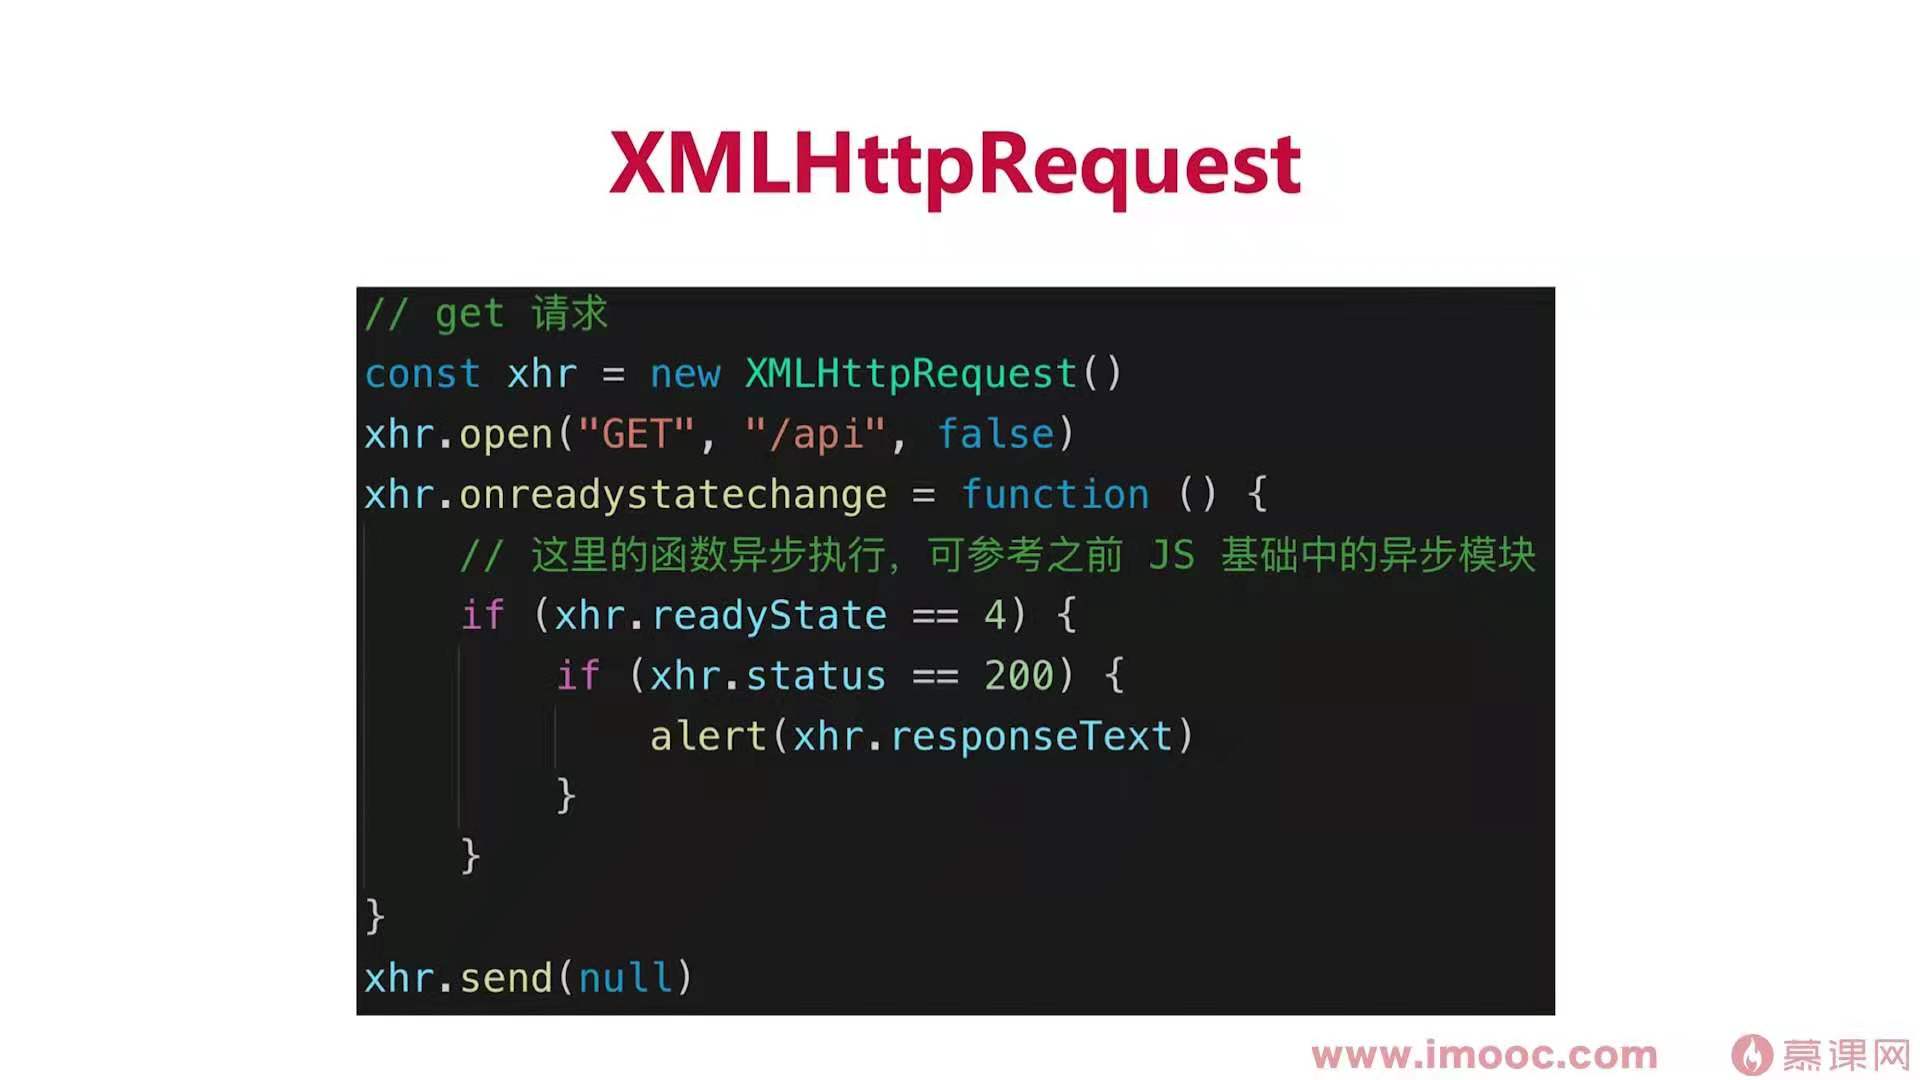 XMLHttpRequest
// get 请求
const xhr = new XMLHttpRequest()
xhr.open("GET", "/api", false)
xhr.onreadystatechange = function () {
    // 这里的函数异步执行，可参考之前 JS 基础中的异步模块
    if (xhr.readyState == 4) {
        if (xhr.status == 200) {
            alert(xhr.responseText)
        }
    }
}
xhr.send(null)
www.imooc.com 慕课网